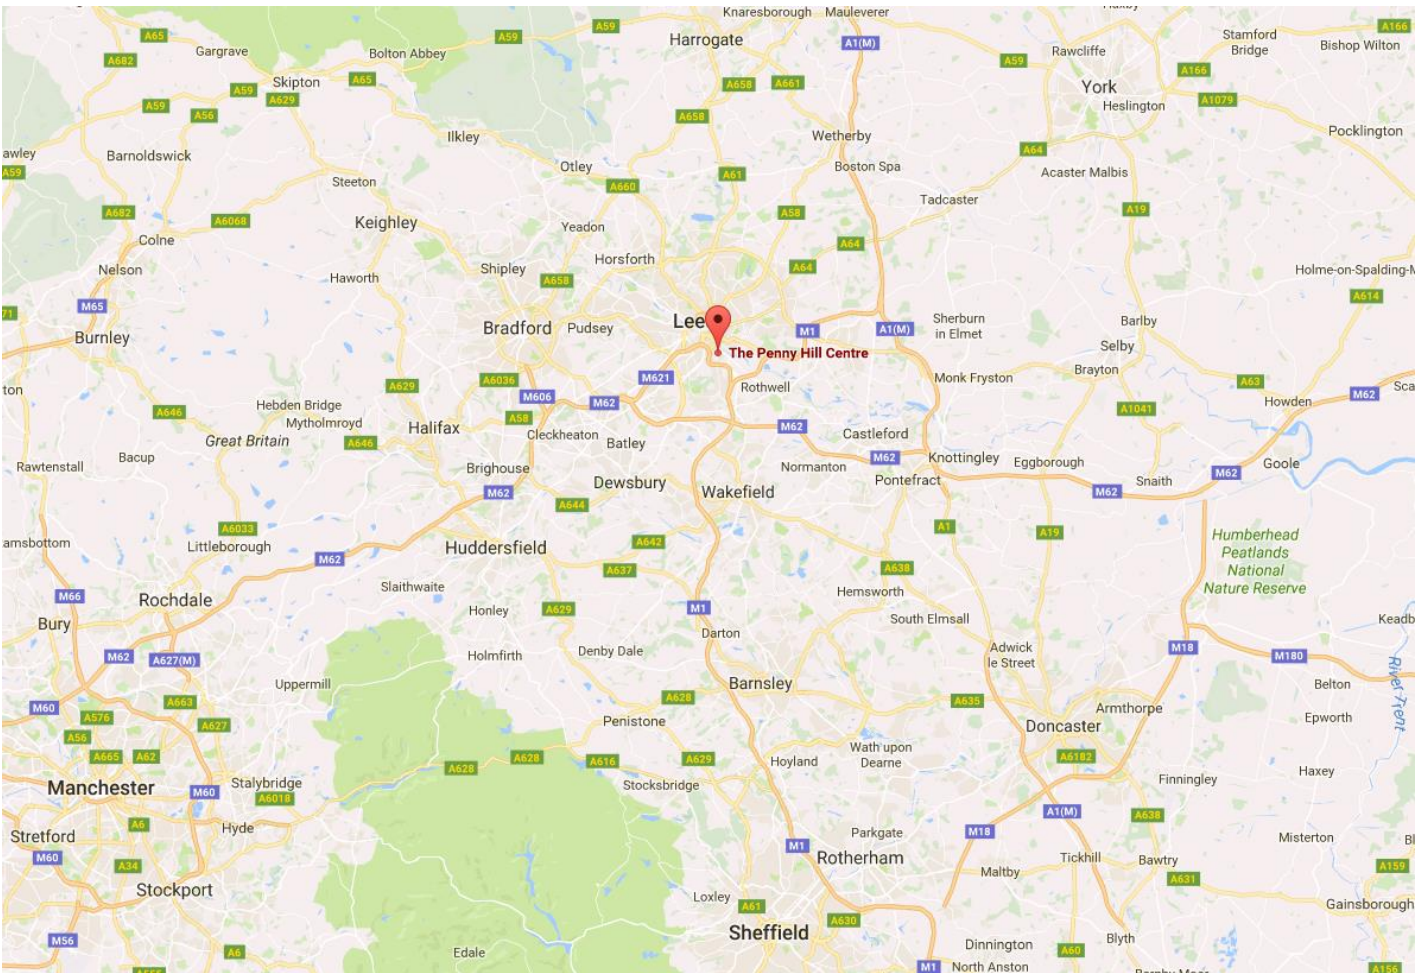 Knaresborough
Mauleverer
A59
A166
A65
Harrogate
A1(M)
Stamford
Bridge
Bishop Wilton
Gargrave
Bolton Abbey
A59
Rawcliffe
A682
A59
A166
Skipton
A65
A658
A661
York
A59
A629
A1079
Heslington
A59
A56
A658
Pocklington
Ilkley
Wetherby
A64
awley
Barnoldswick
Otley
Boston Spa
Acaster Malbis
A59
Steeton
A660
A61
Tadcaster
A682
A6068
Keighley
Yeadon
A58
A19
Colne
A64
Nelson
Haworth
Shipley
A658
Horsforth
A64
Holme-on-Spalding-M
M65
A614
71
Burnley
Bradford
Pudsey
Lee
M1
A1(M)
Sherburn
in Elmet
Barlby
The Penny Hill Centre
Selby
ton
A629
A6036
M621
Rothwell
Monk Fryston
Brayton
A63
M62
Sca
A646
Hebden Bridge
M606
M62
A1041
Howden
Mytholmroyd
A58
Great Britain
A646
Halifax
Cleckheaton
Batley
M62
Castleford
Rawtenstall
Bacup
Brighouse
Normanton
M62
Knottingley
Eggborough
Goole
M62
Dewsbury
Wakefield
Pontefract
M62
Snaith
M62
A644
A6033
A1
A19
amsbottom
Littleborough
Huddersfield
A642
Humberhead
Peatlands
National
Nature Reserve
M62
A637
A638
M66
Rochdale
Slaithwaite
Hemsworth
Bury
Honley
A629
M1
South Elmsall
Keadb
Darton
M62
A627(M)
Holmfirth
Denby Dale
Adwick
le Street
M18
M180
Uppermill
Barnsley
Belton
River Trent
M60
A663
A628
A635
Armthorpe
A576
A627
Penistone
Doncaster
Epworth
A56
A665
A62
A628
A628
A616
A629
Wath upon
Dearne
A6182
Hoyland
Finningley
Haxey
Manchester
Stalybridge
M60
A6018
Stocksbridge
A1(M)
A638
Stretford
A6
Hyde
Parkgate
M18
Misterton
Bl
M60
M1
Rotherham
Tickhill
Bawtry
A34
Maltby
A159
Stockport
Loxley
A631
A61
Gainsborough
A630
M56
Sheffield
A6
Edale
Dinnington
A60
Blyth
M1
North Anston
A156